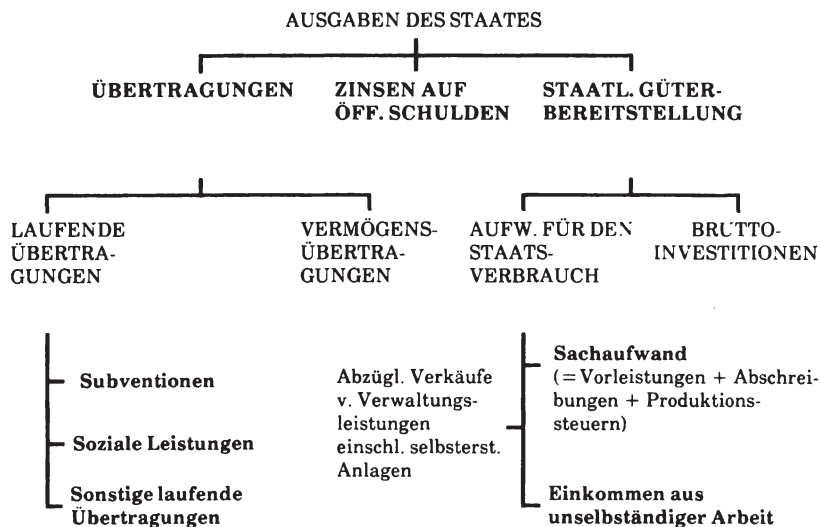 AUSGABEN DES STAATES
ÜBERTRAGUNGEN
ZINSEN AUF
ÖFF. SCHULDEN
STAATL. GÜTER-
BEREITSTELLUNG
LAUFENDE
ÜBERTRA-
GUNGEN
VERMÖGENS-
ÜBERTRA-
GUNGEN
AUFW. FÜR DEN
STAATS-
VERBRAUCH
BRUTTO-
INVESTITIONEN
Subventionen
Soziale Leistungen
Sonstige laufende
Übertragungen
Abzügl. Verkäufe
v. Verwaltungs-
leistungen
einschl. selbsterst.
Anlagen
Sachaufwand
(= Vorleistungen + Abschrei-
bungen + Produktions-
steuern)
Einkommen aus
unselbständiger Arbeit